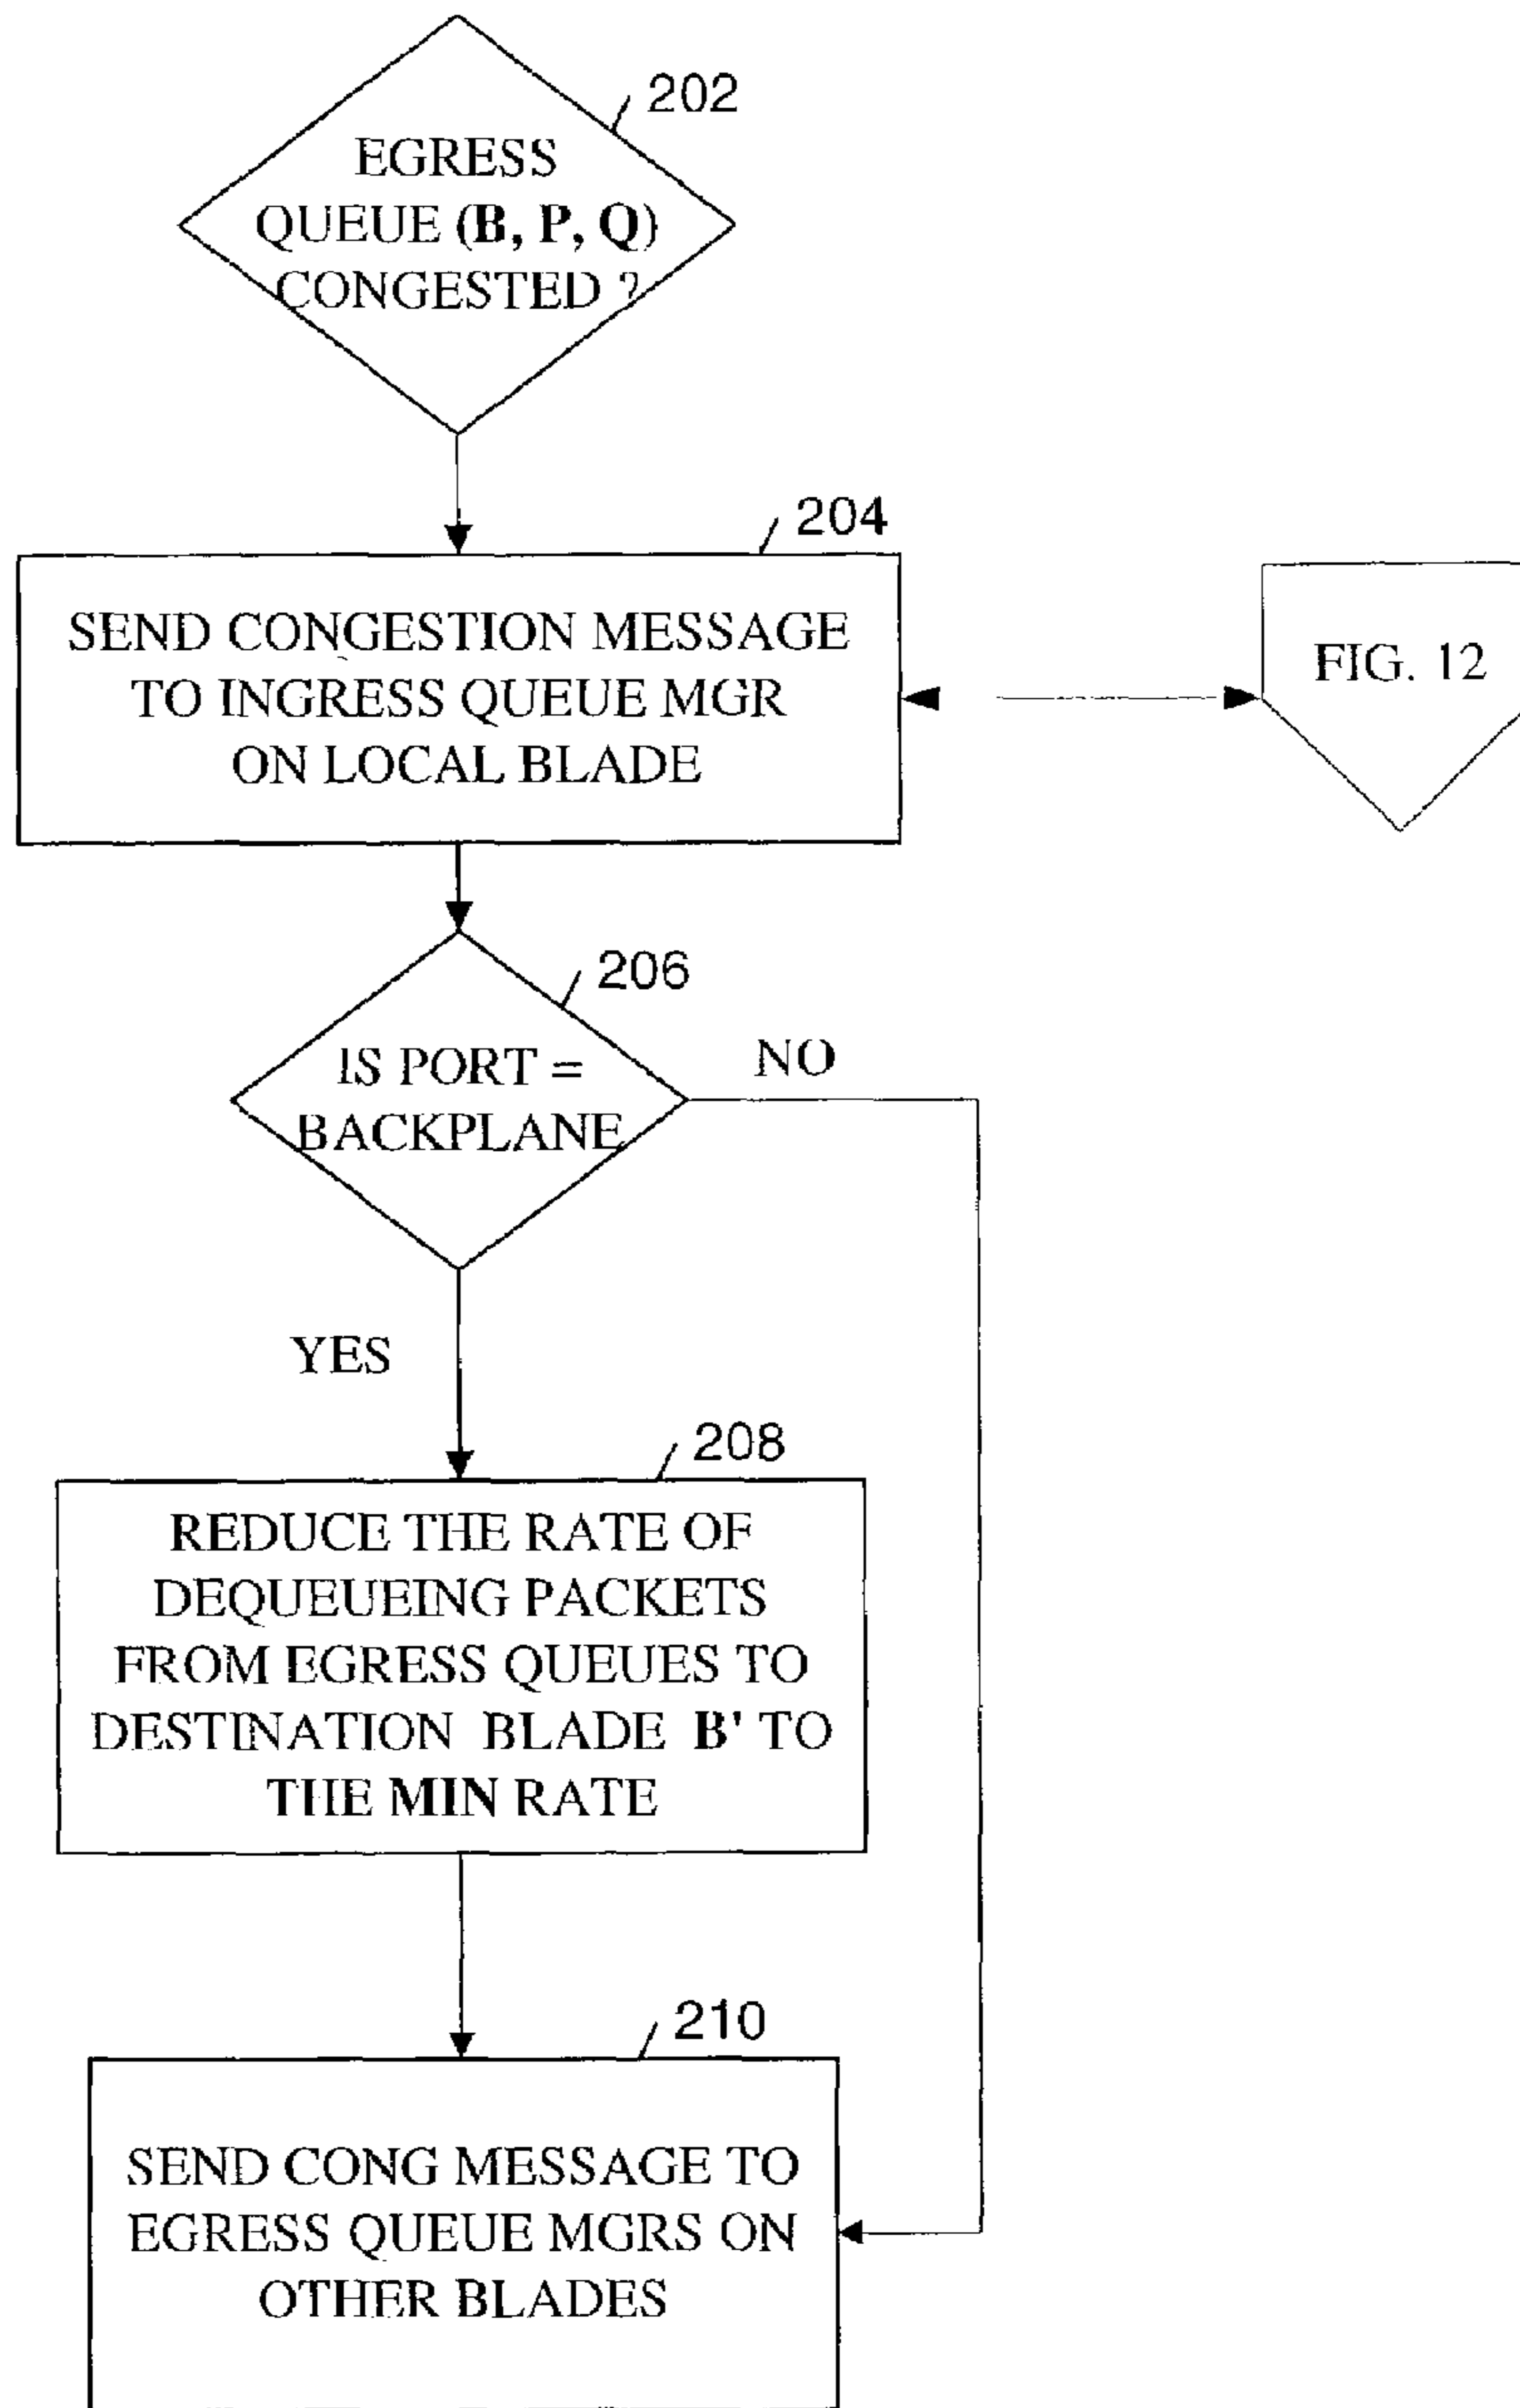 202
EGRESS
QUEUE (B, P, Q)
CONGESTED ?
204
SEND CONGESTION MESSAGE
TO INGRESS QUEUE MGR
ON LOCAL BLADE
FIG. 12
206
IS PORT =
BACKPLANE
NO
YES
208
REDUCE THE RATE OF
DEQUEUEING PACKETS
FROM EGRESS QUEUES TO
DESTINATION BLADE B' TO
THE MIN RATE
210
SEND CONG MESSAGE TO
EGRESS QUEUE MGRS ON
OTHER BLADES